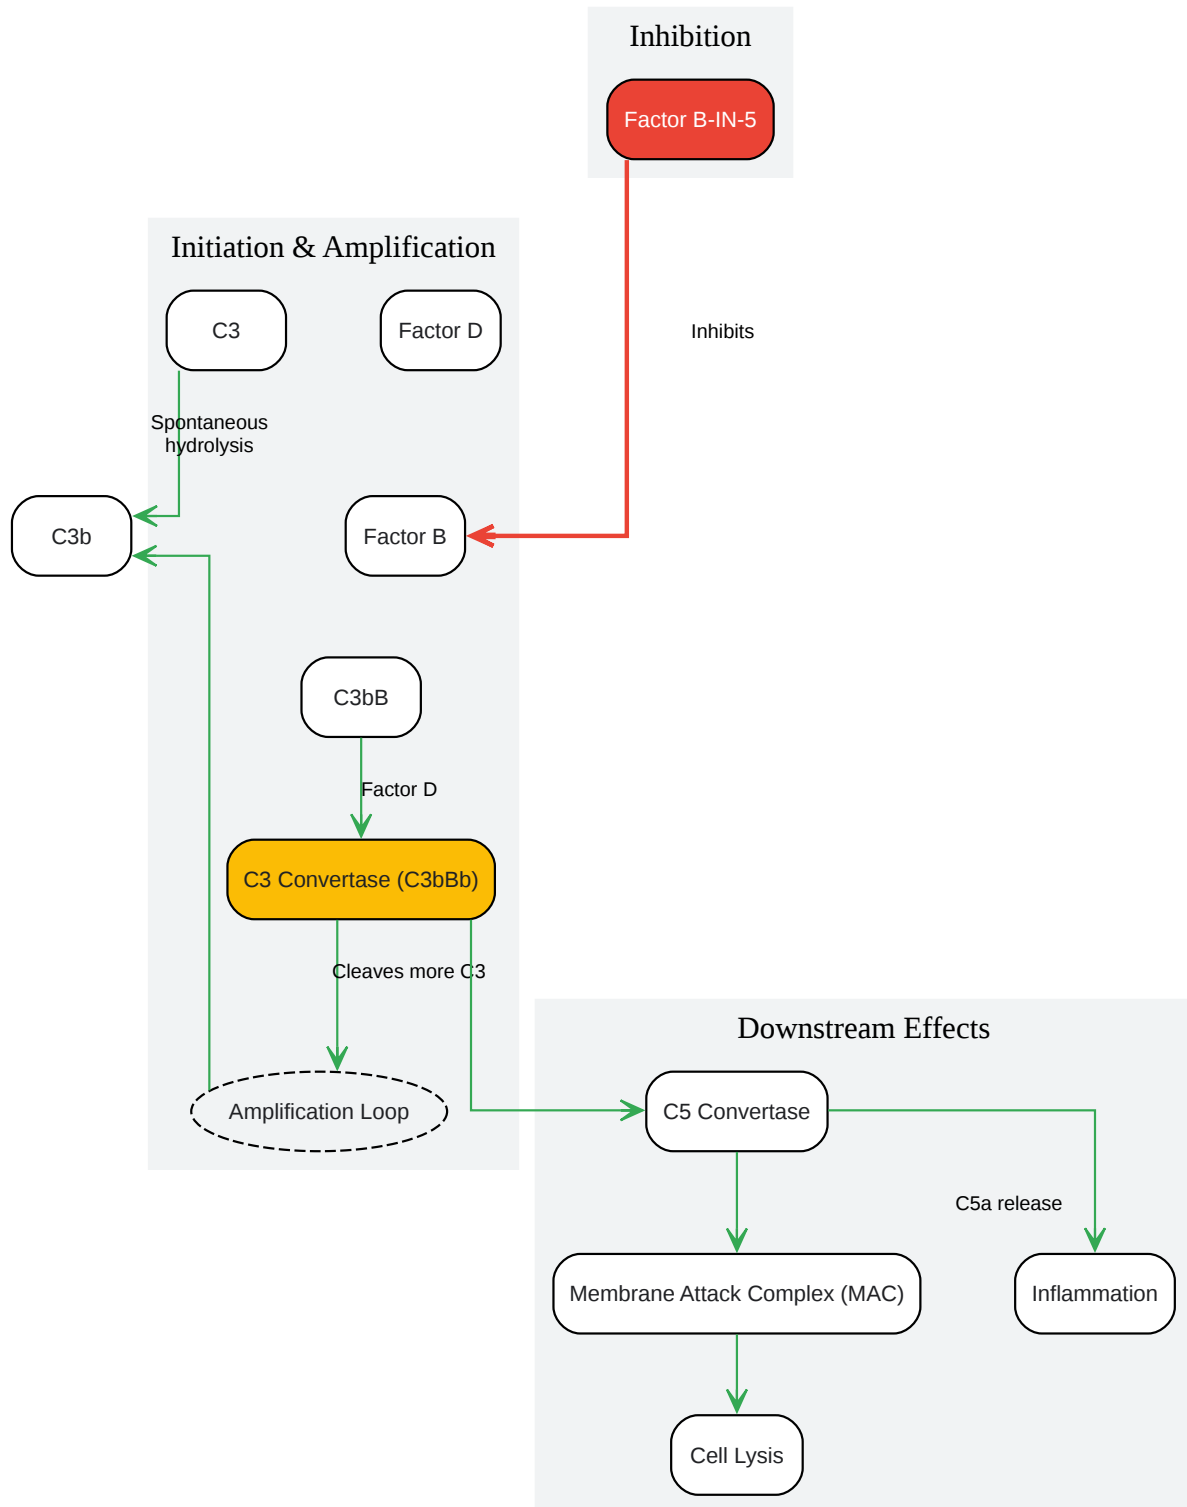 Inhibition
Factor B-IN-5
Initiation & Amplification
C3
Factor D
Inhibits
Spontaneous
hydrolysis
C3b
Factor B
C3bB
Factor D
C3 Convertase (C3bBb)
Cleaves more C3
Downstream Effects
Amplification Loop
C5 Convertase
C5a release
Membrane Attack Complex (MAC)
Inflammation
Cell Lysis